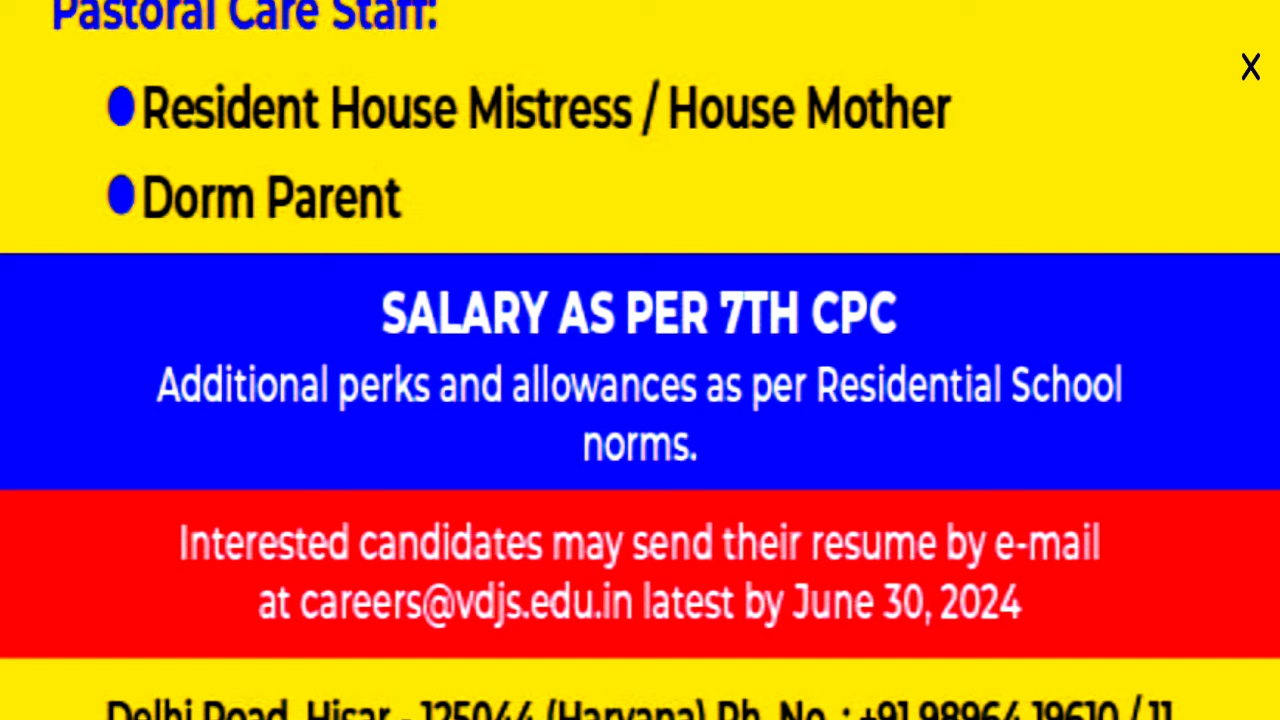 Pastoral Care Staff:
X
Resident House Mistress / House Mother
Dorm Parent
SALARY AS PER 7TH CPC
Additional perks and allowances as per Residential School
norms.
Interested candidates may send their resume by e-mail
at careers@vdjs.edu.in latest by June 30, 2024
Delhi Road, Hisar - 125044 (Haryana) Ph. No. : +91 98964 19610 / 11